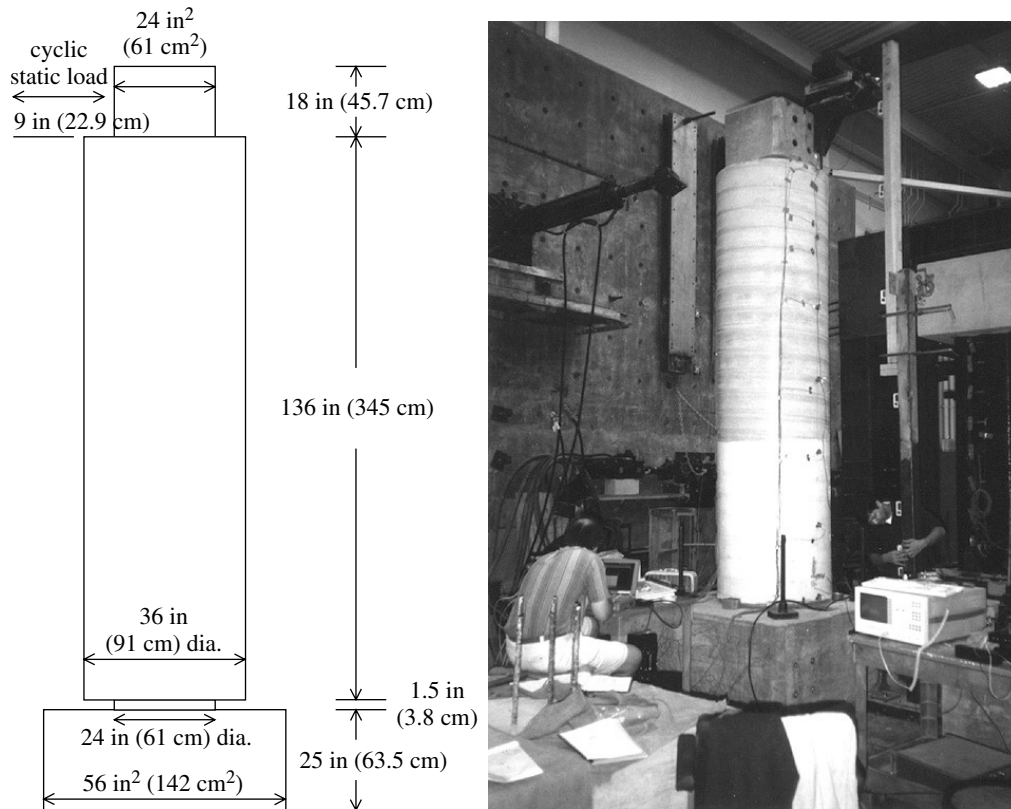 24 in²
(61 cm²)
cyclic
static load
18 in (45.7 cm)
9 in (22.9 cm)
136 in (345 cm)
36 in
(91 cm) dia.
1.5 in
(3.8 cm)
24 in (61 cm) dia.
25 in (63.5 cm)
56 in² (142 cm²)